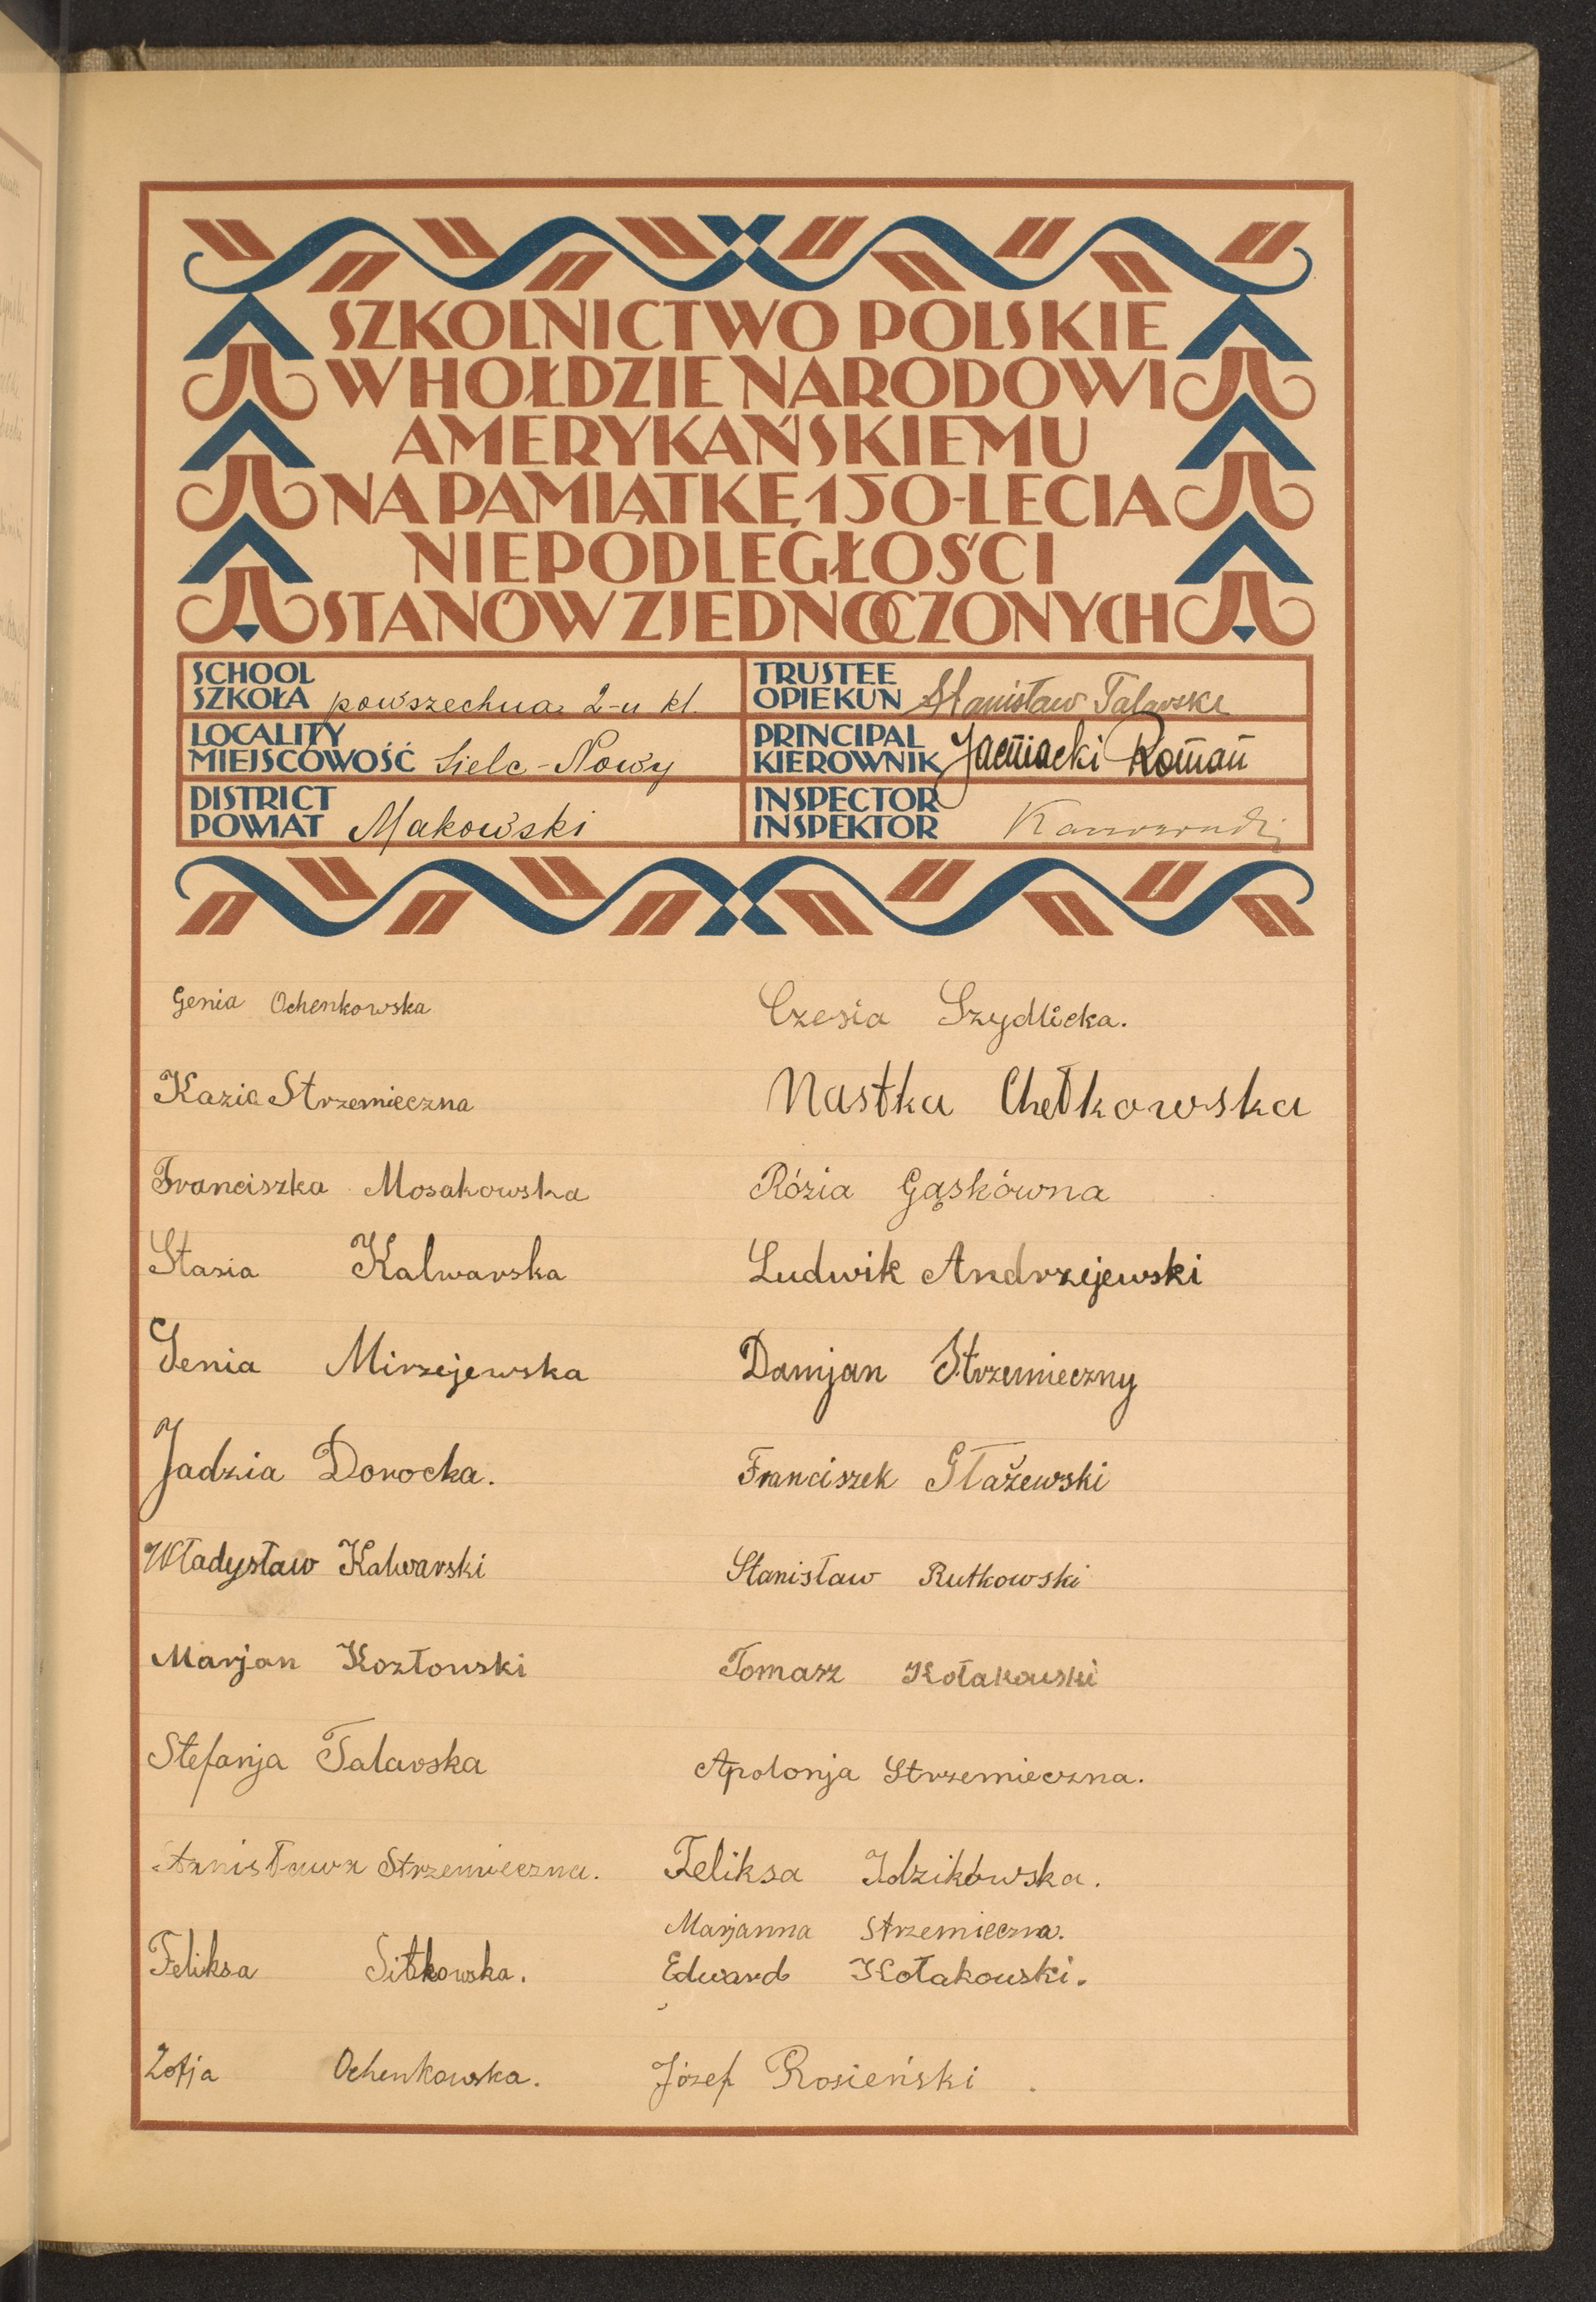 SZKOLNICTWO POLSKIE
W HOŁDZIE NARODOWI
AMERYKAŃSKIEMU
NA PAMIĄTKĘ 150-LECIA
NIEPODLEGŁOŚCI
STANÓW ZJEDNOCZONYCH
SCHOOL
SZKOŁA powszechna 2-u kl.
TRUSTEE
OPIEKUN Stanisław Talarski
LOCALITY
MIEJSCOWOŚĆ Sielc-Nowy
PRINCIPAL
KIEROWNIK Roman
DISTRICT
POWIAT Makowski
INSPECTOR
INSPEKTOR
Genia Ochenkowska
Czesia Szydlicka.
Kazia Strzemieczna
Nastka Chełkowska
Franciszka Mosakowska
Rózia Gąskówna
Stasia Kalwarska
Ludwik Andrzejewski
Genia Mirzejewska
Damjan Strzemieczny
Jadzia Dorocka.
Franciszek Głażewski
Władysław Kalwarski
Stanisław Rutkowski
Marjan Kozłowski
Tomasz Kołakowski
Stefanja Talarska
Apolonja Strzemieczna.
Stanisława Strzemieczna.
Feliksa Idzikowska.
Marjanna Strzemieczna.
Feliksa Sitkowska.
Edward Kołakowski.
Zofja Ochenkowska.
Józef Rosieński